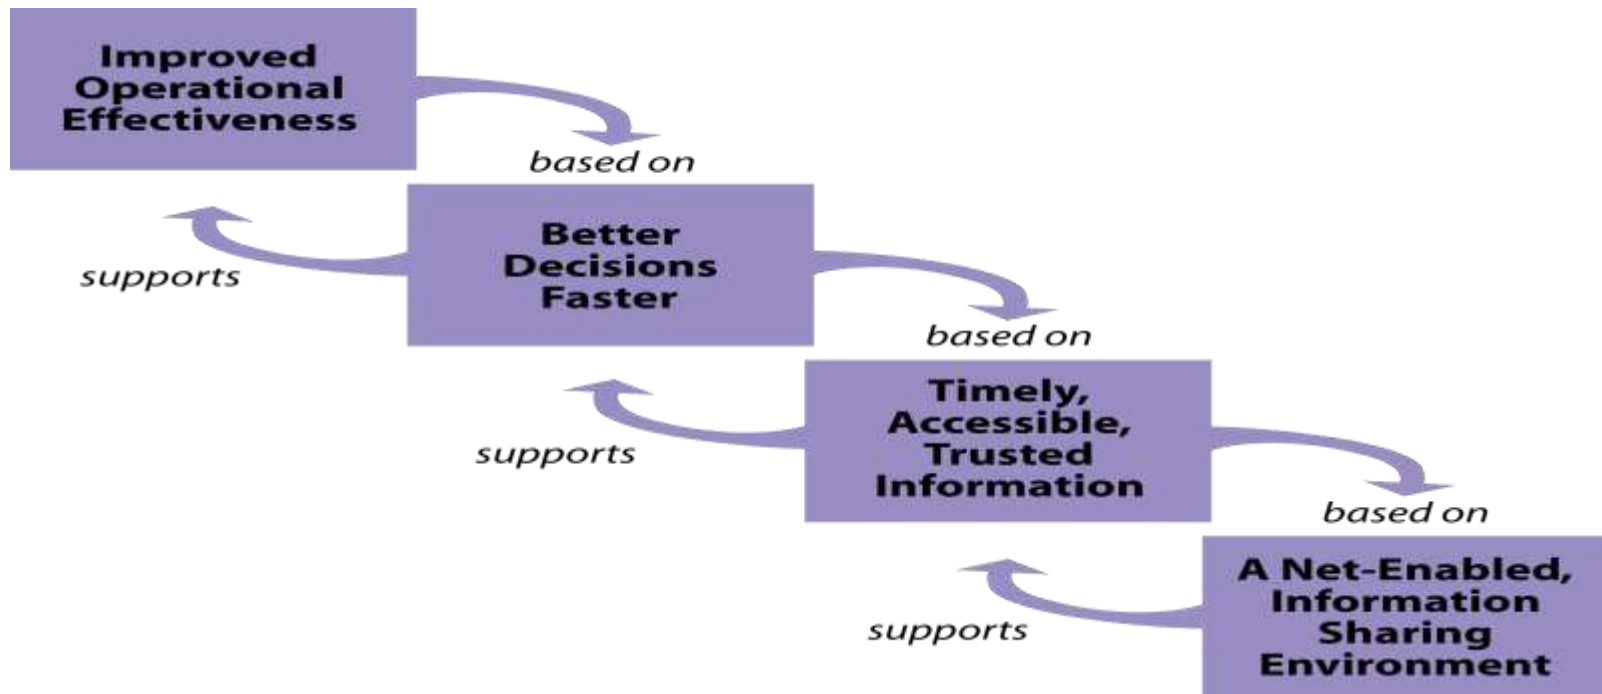 Improved
Operational
Effectiveness
based on
supports
Better
Decisions
Faster
based on
supports
Timely,
Accessible,
Trusted
Information
based on
supports
A Net-Enabled,
Information
Sharing
Environment